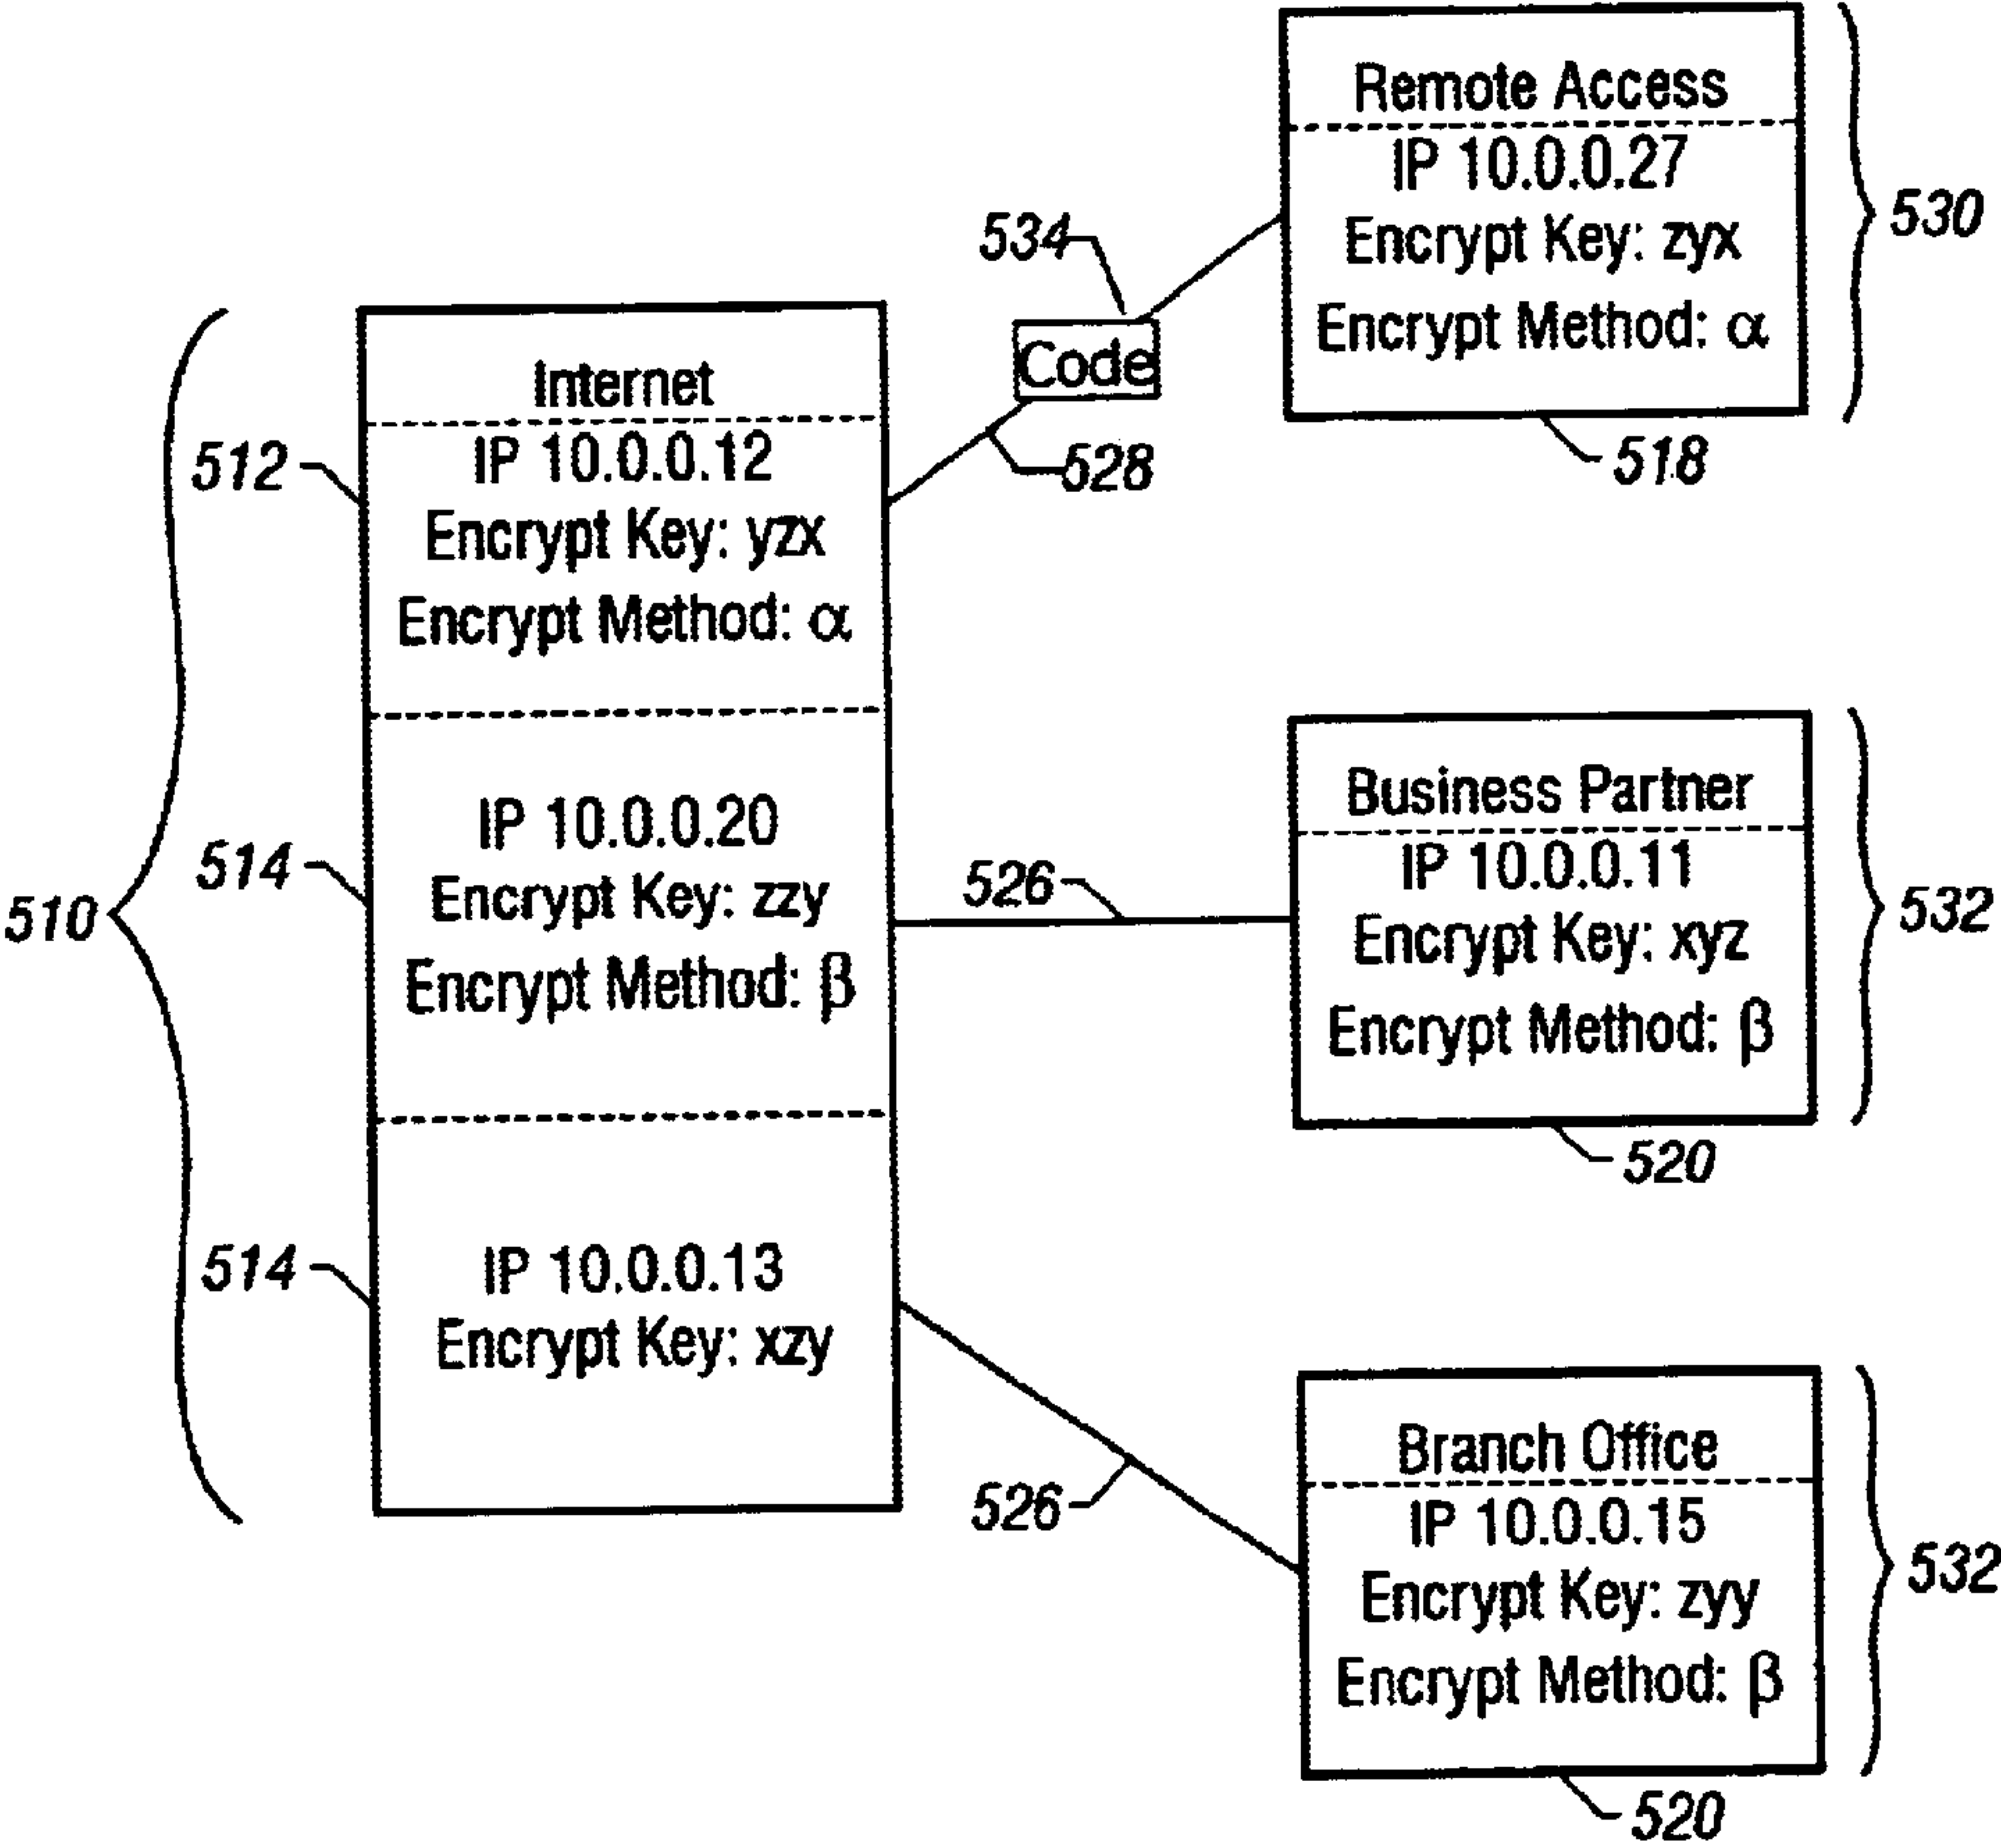 Remote Access
IP 10.0.0.27
Encrypt Key: zyx
Encrypt Method: α
530
518
534
Code
528
Internet
512
IP 10.0.0.12
Encrypt Key: yzx
Encrypt Method: α
510
514
IP 10.0.0.20
Encrypt Key: zzy
Encrypt Method: β
526
Business Partner
IP 10.0.0.11
Encrypt Key: xyz
Encrypt Method: β
532
520
514
IP 10.0.0.13
Encrypt Key: xzy
526
Branch Office
IP 10.0.0.15
Encrypt Key: zyy
Encrypt Method: β
532
520